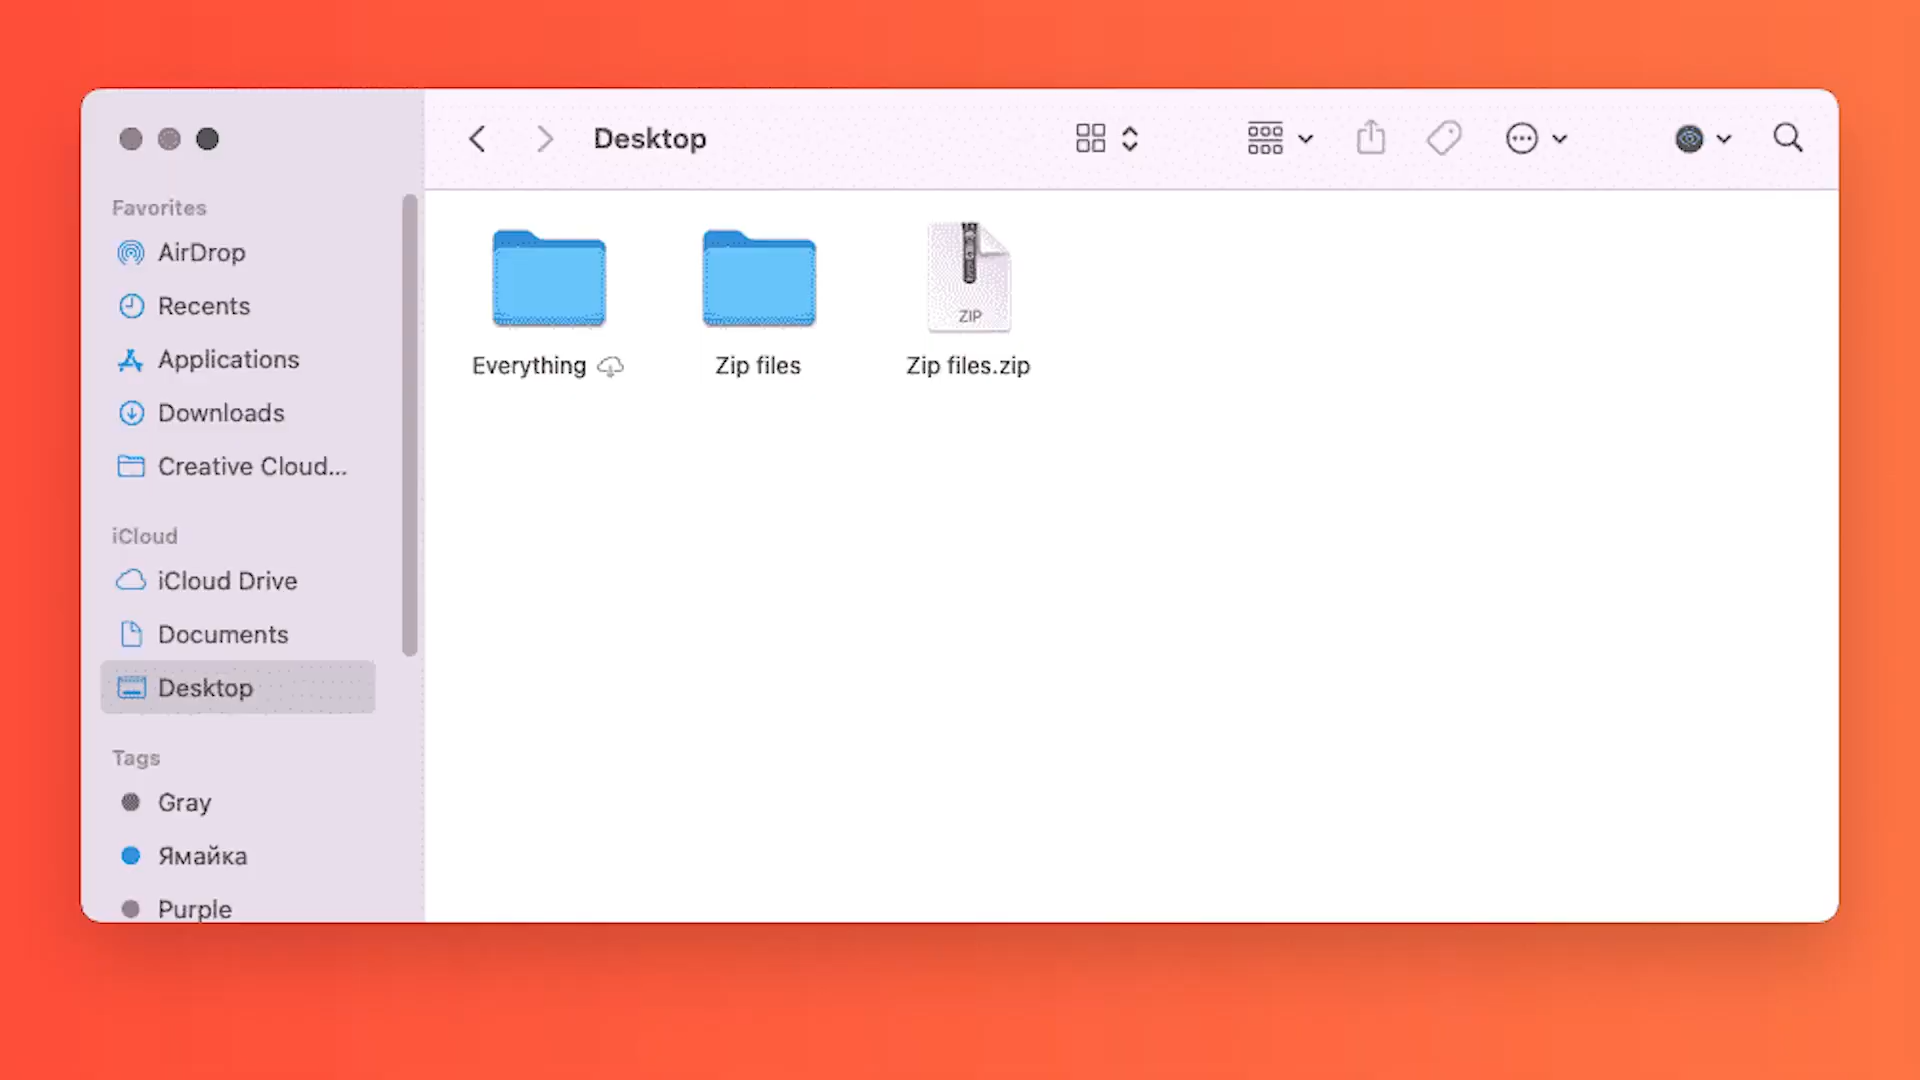 Desktop
Favorites
AirDrop
Recents
Applications
Downloads
Creative Cloud...
iCloud
iCloud Drive
Documents
Desktop
Tags
Gray
Ямайка
Purple
Everything
Zip files
ZIP
Zip files.zip